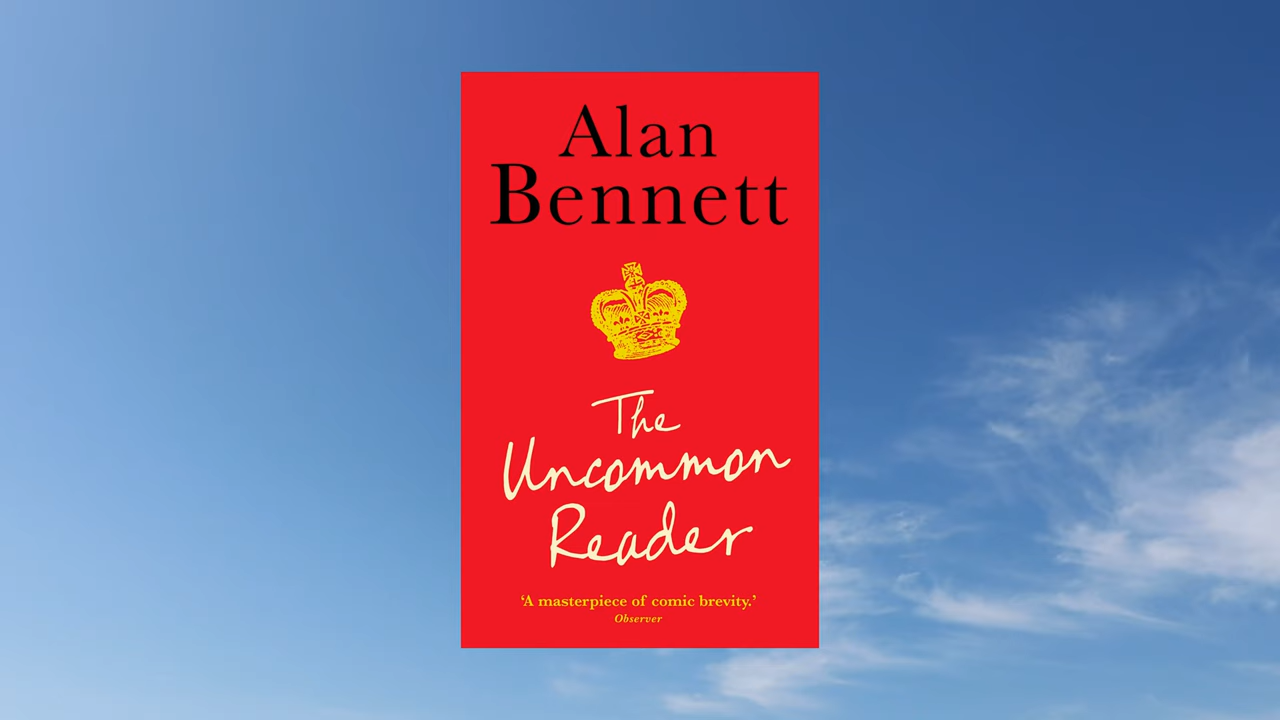 Alan
Bennett
The
Uncommon
Reader
‘A masterpiece of comic brevity.’
Observer